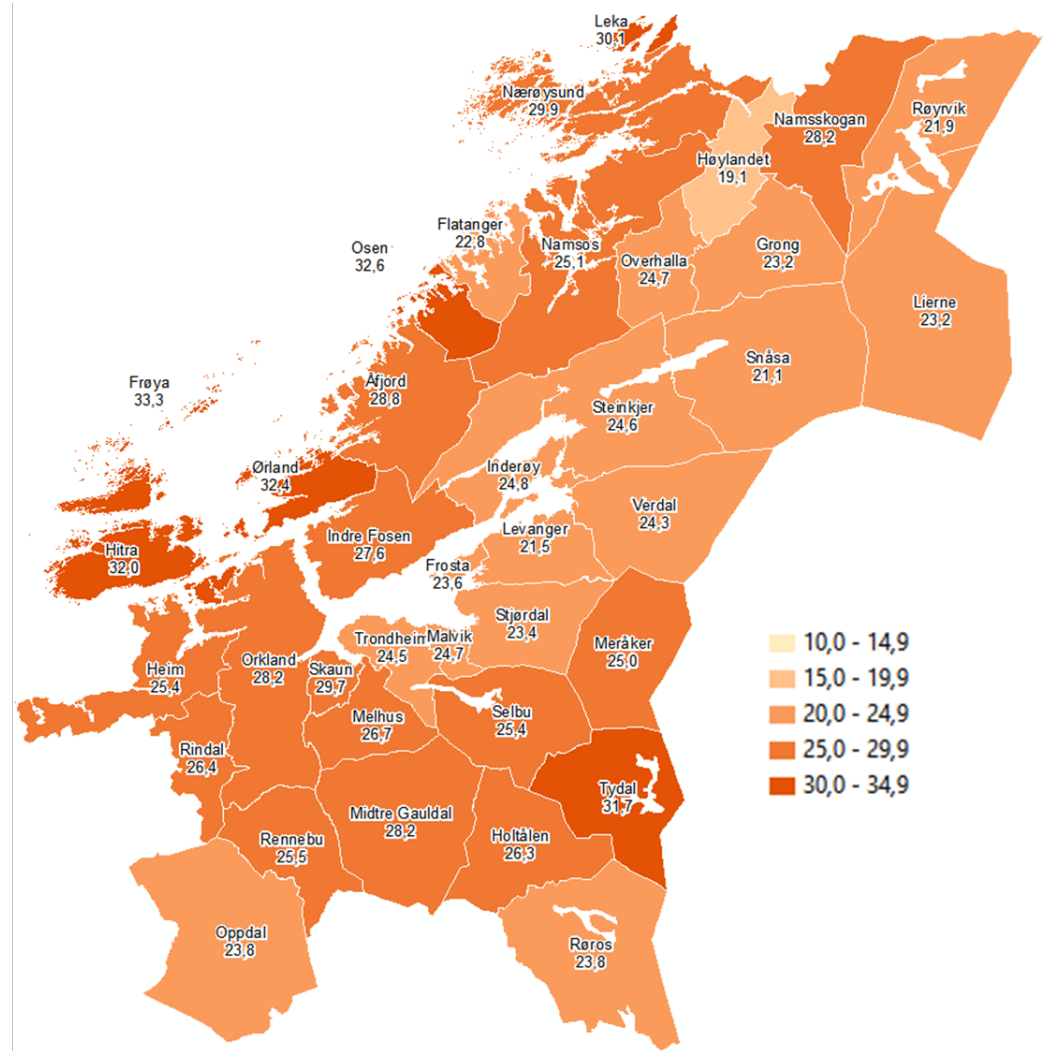 Leka
30,1
Nærøysund
29,9
Namsskogan
28,2
Røyrvik
21,9
Høylandet
19,1
Flatanger
22,8
Osen
32,6
Namsos
25,1
Overhalla
24,7
Grong
23,2
Lierne
23,2
Snåsa
21,1
Frøya
33,3
Åfjord
28,8
Steinkjer
24,6
Ørland
32,4
Inderøy
24,8
Verdal
24,3
Indre Fosen
27,6
Levanger
21,5
Hitra
32,0
Frosta
23,6
Stjørdal
23,4
Trondheim
24,5
Malvik
24,7
Meråker
25,0
Heim
25,4
Orkland
28,2
Skaun
29,7
Melhus
26,7
Selbu
25,4
Rindal
26,4
Tydal
31,7
Midtre Gauldal
28,2
Rennebu
25,5
Holtålen
26,3
Oppdal
23,8
Røros
23,8
10,0 - 14,9
15,0 - 19,9
20,0 - 24,9
25,0 - 29,9
30,0 - 34,9